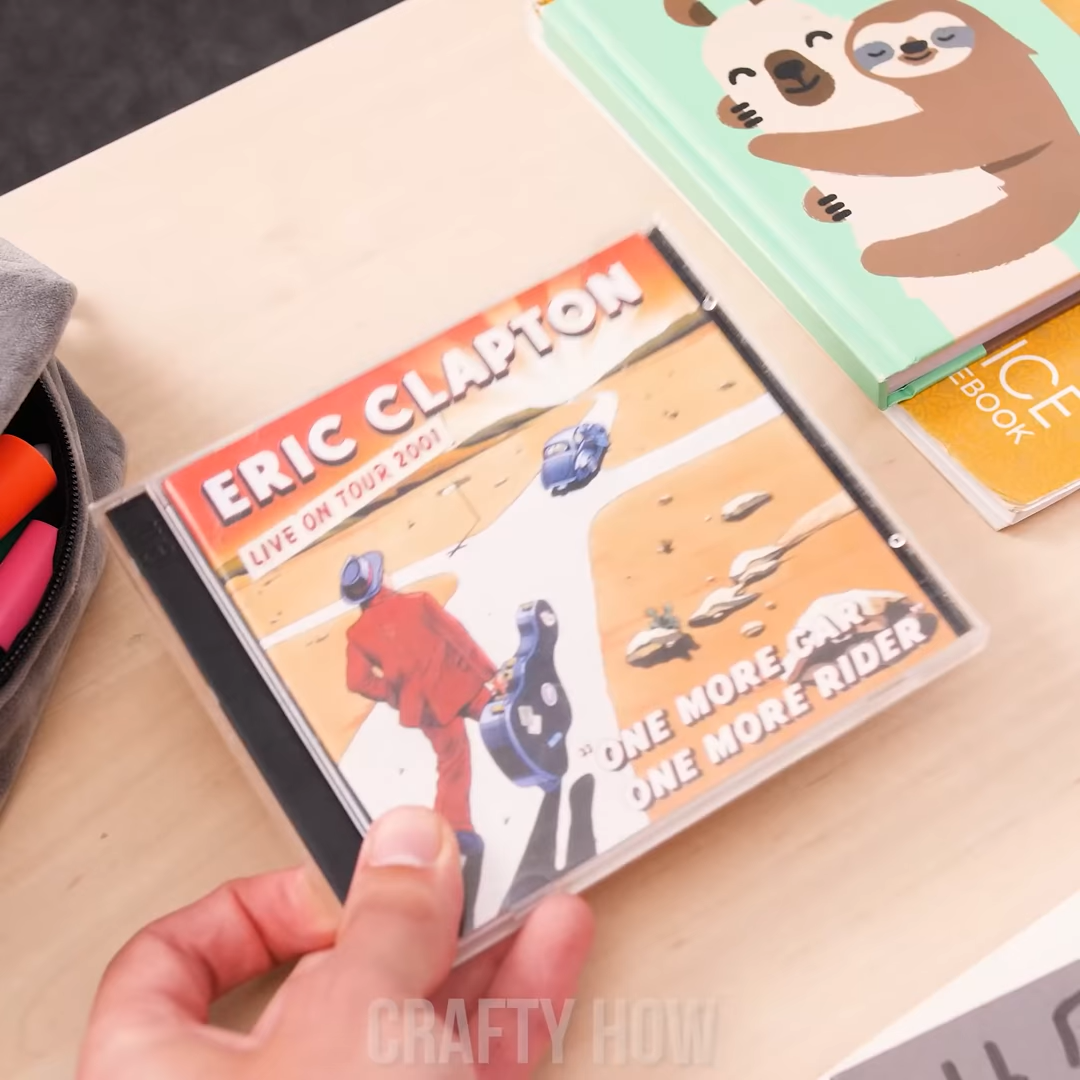 ERIC CLAPTON
LIVE ON TOUR 2001
ONE MORE CAR
ONE MORE RIDER
ICE
EBOOK
CRAFTY HOW